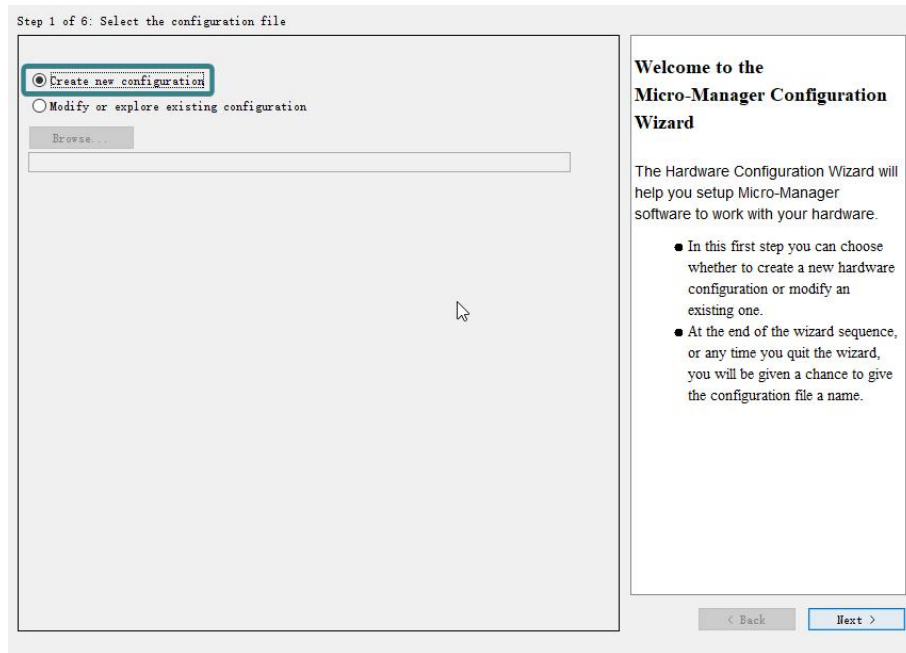 Step 1 of 6: Select the configuration file
Create new configuration
Modify or explore existing configuration
Browse...
Welcome to the
Micro-Manager Configuration
Wizard
The Hardware Configuration Wizard will
help you setup Micro-Manager
software to work with your hardware.
● In this first step you can choose
whether to create a new hardware
configuration or modify an
existing one.
● At the end of the wizard sequence,
or any time you quit the wizard,
you will be given a chance to give
the configuration file a name.
< Back
Next >